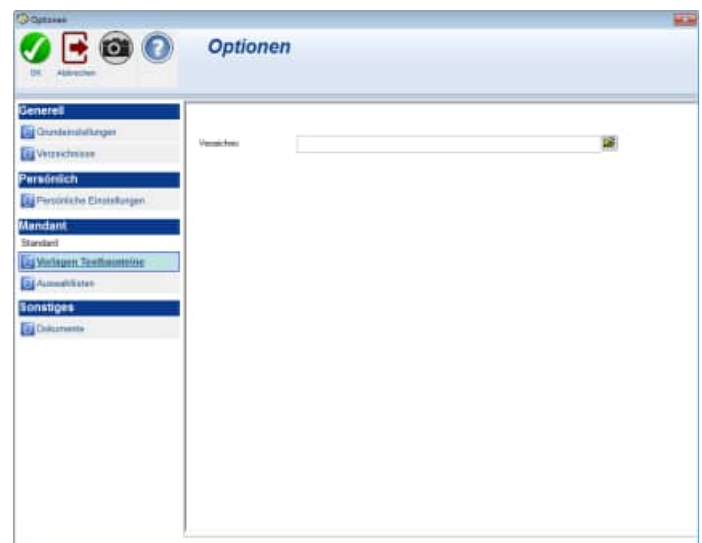 Optionen
Optionen
OK Abbrechen
Generell
Grundeinstellungen
Verzeichnisse
Verzeichnis:
Persönlich
Persönliche Einstellungen
Mandant
Standard
Vorlagen Textbausteine
Auswahllisten
Sonstiges
Dokumente